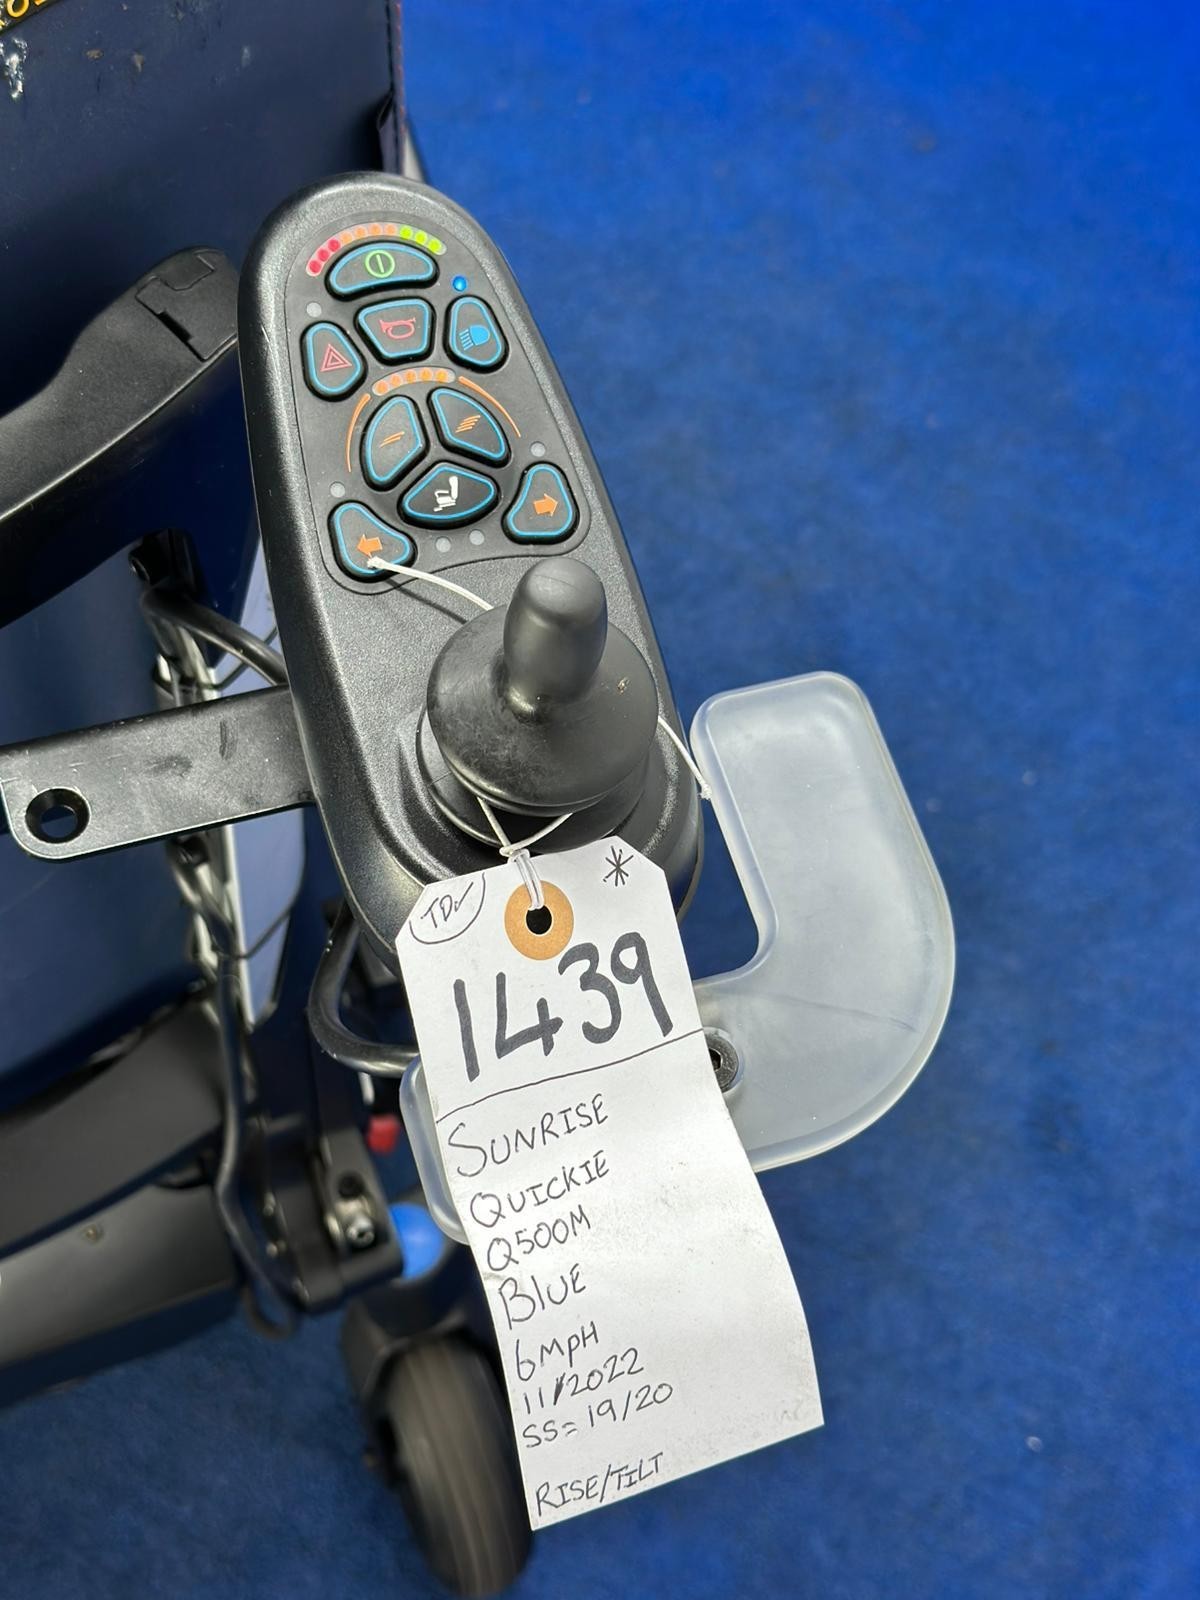 TD✓
*
1439
SUNRISE
QUICKIE
Q500M
BLUE
6MPH
11/2022
SS= 19/20
RISE/TILT